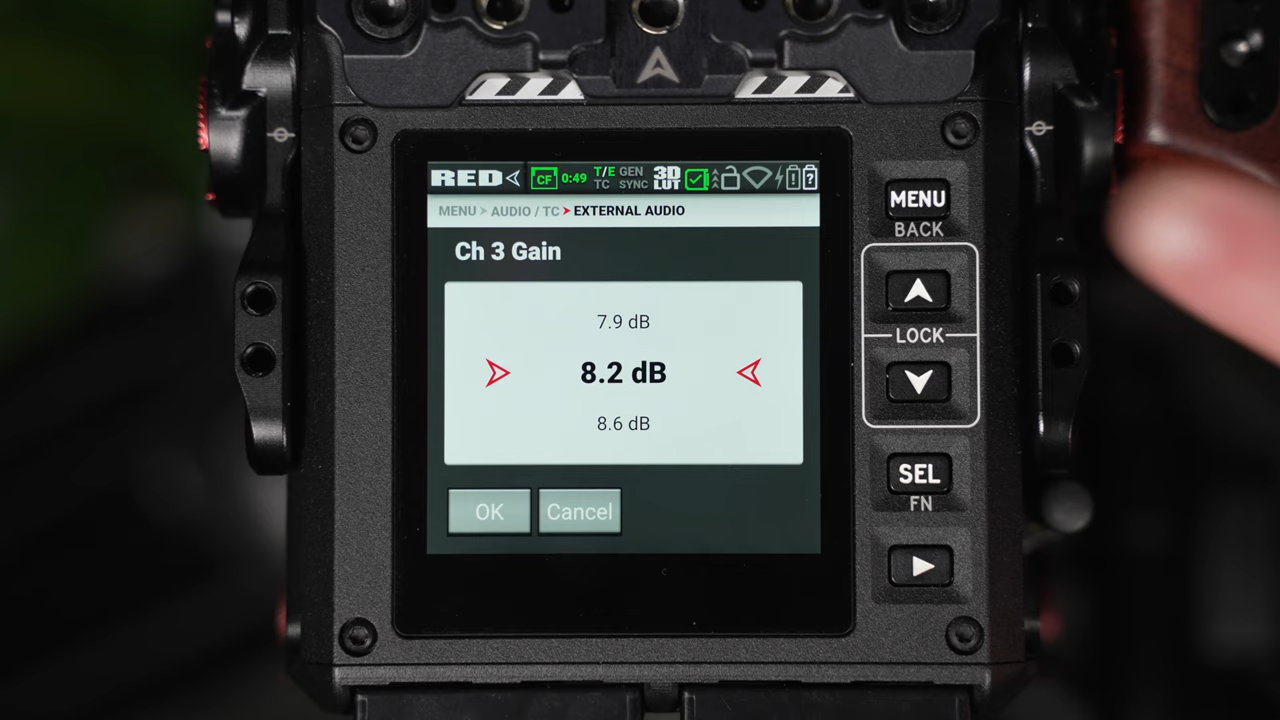 RED CF 0:49 T/E TC GEN SYNC 3D LUT ?
MENU > AUDIO / TC > EXTERNAL AUDIO
Ch 3 Gain
7.9 dB
8.2 dB
8.6 dB
OK Cancel
MENU
BACK
LOCK
SEL
FN